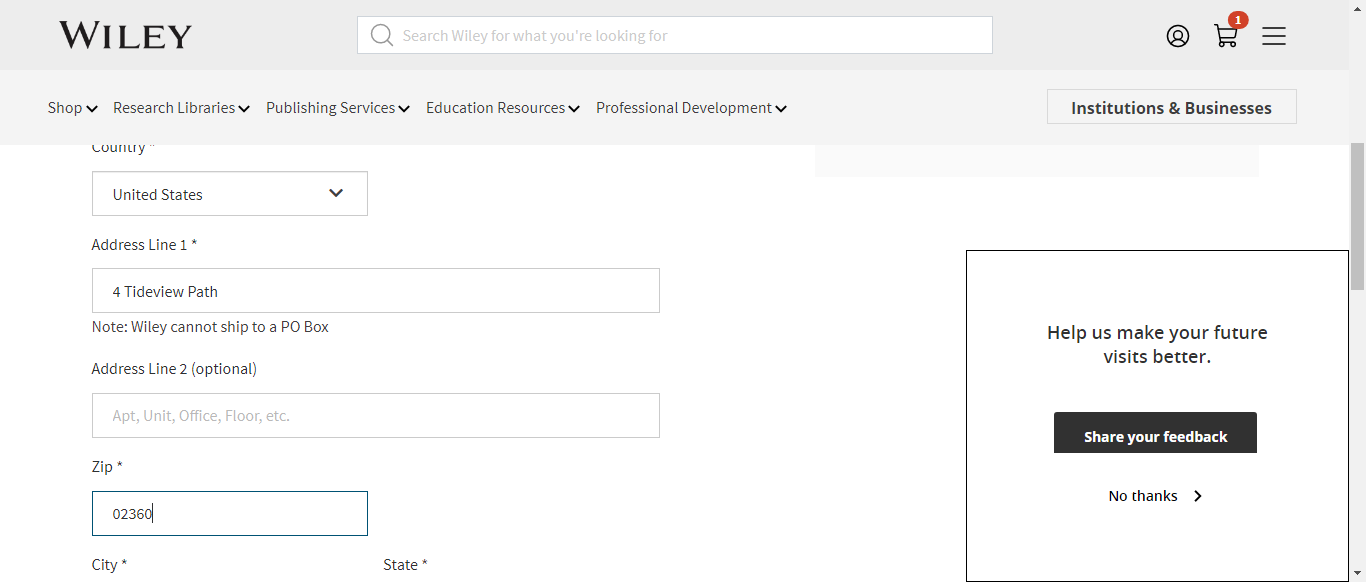 WILEY
Search Wiley for what you're looking for
1
Shop
Research Libraries
Publishing Services
Education Resources
Professional Development
Institutions & Businesses
Country *
United States
Address Line 1 *
4 Tideview Path
Note: Wiley cannot ship to a PO Box
Address Line 2 (optional)
Apt, Unit, Office, Floor, etc.
Zip *
02360
City *
State *
Help us make your future
visits better.
Share your feedback
No thanks